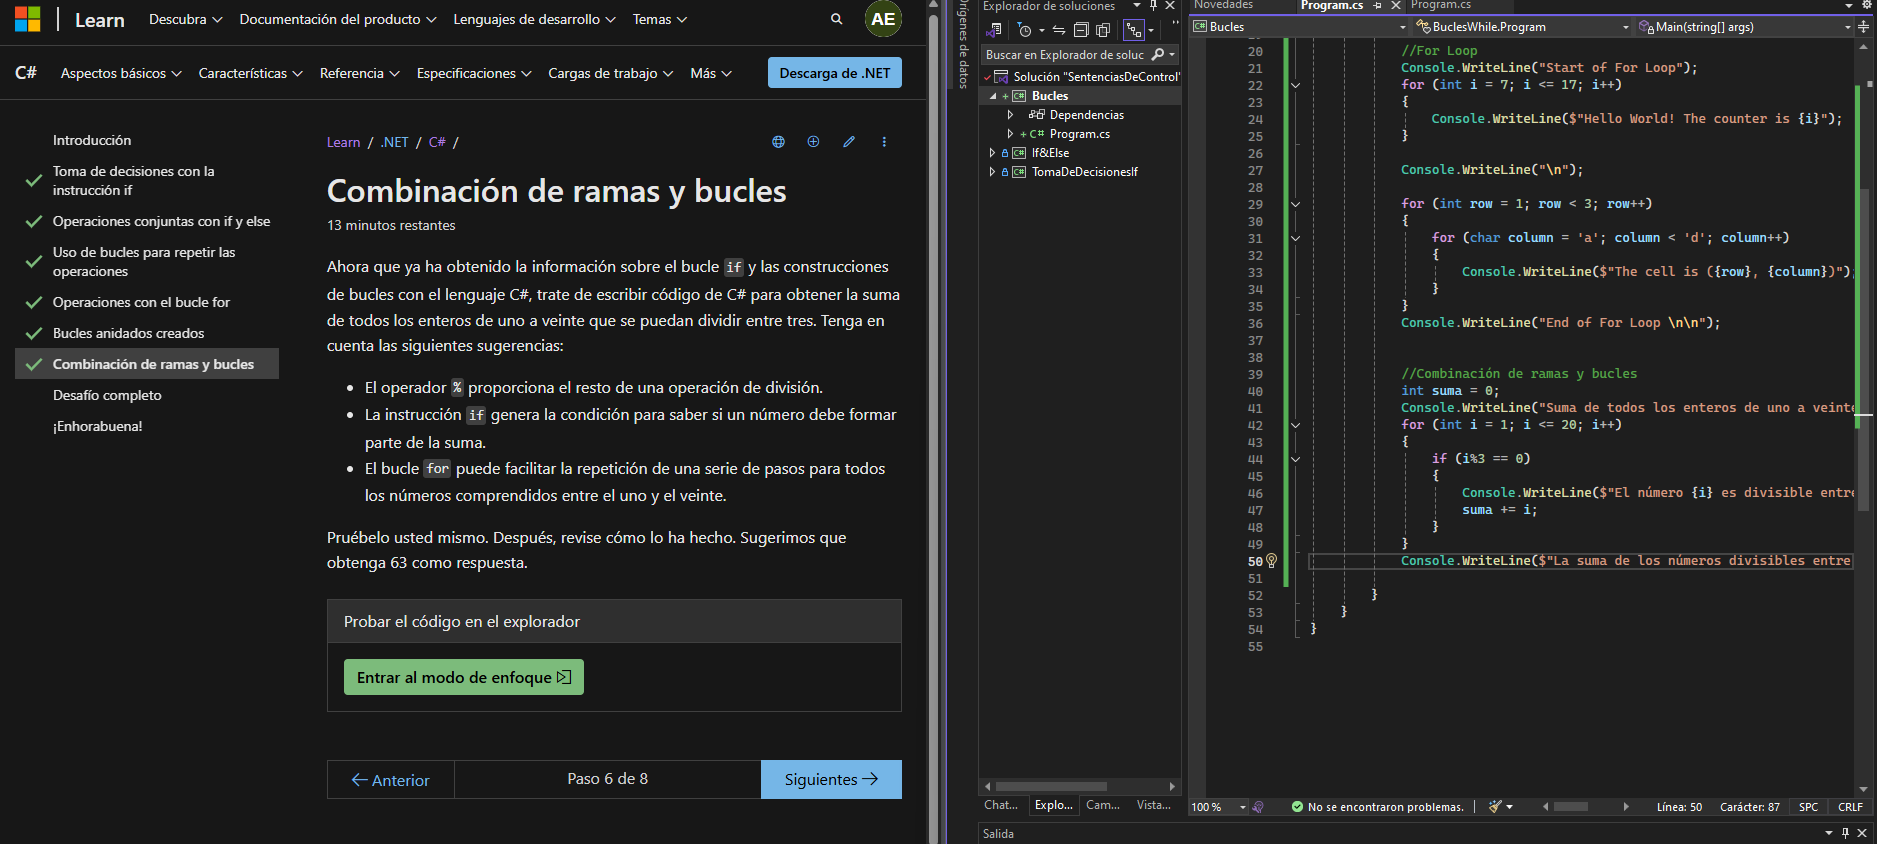 Learn
Descubra
Documentación del producto
Lenguajes de desarrollo
Temas
AE
C#
Aspectos básicos
Características
Referencia
Especificaciones
Cargas de trabajo
Más
Descarga de .NET
Introducción
Toma de decisiones con la
instrucción if
Operaciones conjuntas con if y else
Uso de bucles para repetir las
operaciones
Operaciones con el bucle for
Bucles anidados creados
Combinación de ramas y bucles
Desafío completo
¡Enhorabuena!
Learn / .NET / C# /
Combinación de ramas y bucles
13 minutos restantes
Ahora que ya ha obtenido la información sobre el bucle if y las construcciones
de bucles con el lenguaje C#, trate de escribir código de C# para obtener la suma
de todos los enteros de uno a veinte que se puedan dividir entre tres. Tenga en
cuenta las siguientes sugerencias:
• El operador % proporciona el resto de una operación de división.
• La instrucción if genera la condición para saber si un número debe formar
parte de la suma.
• El bucle for puede facilitar la repetición de una serie de pasos para todos
los números comprendidos entre el uno y el veinte.
Pruébelo usted mismo. Después, revise cómo lo ha hecho. Sugerimos que
obtenga 63 como respuesta.
Probar el código en el explorador
Entrar al modo de enfoque
Anterior
Paso 6 de 8
Siguientes
Orígenes de datos
Explorador de soluciones
Buscar en Explorador de soluc
Solución "SentenciasDeControl"
C# Bucles
Dependencias
C# Program.cs
C# If&Else
C# TomaDeDecisionesIf
Chat...
Explo...
Cam...
Vista...
Salida
Novedades
Program.cs
Program.cs
C# Bucles
BuclesWhile.Program
Main(string[] args)
20 //For Loop
21 Console.WriteLine("Start of For Loop");
22 for (int i = 7; i <= 17; i++)
23 {
24 Console.WriteLine($"Hello World! The counter is {i}");
25 }
26
27 Console.WriteLine("\n");
28
29 for (int row = 1; row < 3; row++)
30 {
31 for (char column = 'a'; column < 'd'; column++)
32 {
33 Console.WriteLine($"The cell is ({row}, {column})");
34 }
35 }
36 Console.WriteLine("End of For Loop \n\n");
37
38
39 //Combinación de ramas y bucles
40 int suma = 0;
41 Console.WriteLine("Suma de todos los enteros de uno a veinte
42 for (int i = 1; i <= 20; i++)
43 {
44 if (i%3 == 0)
45 {
46 Console.WriteLine($"El número {i} es divisible entre
47 suma += i;
48 }
49 }
50 Console.WriteLine($"La suma de los números divisibles entre
51
52 }
53 }
54 }
55
100 %
No se encontraron problemas.
Línea: 50
Carácter: 87
SPC
CRLF